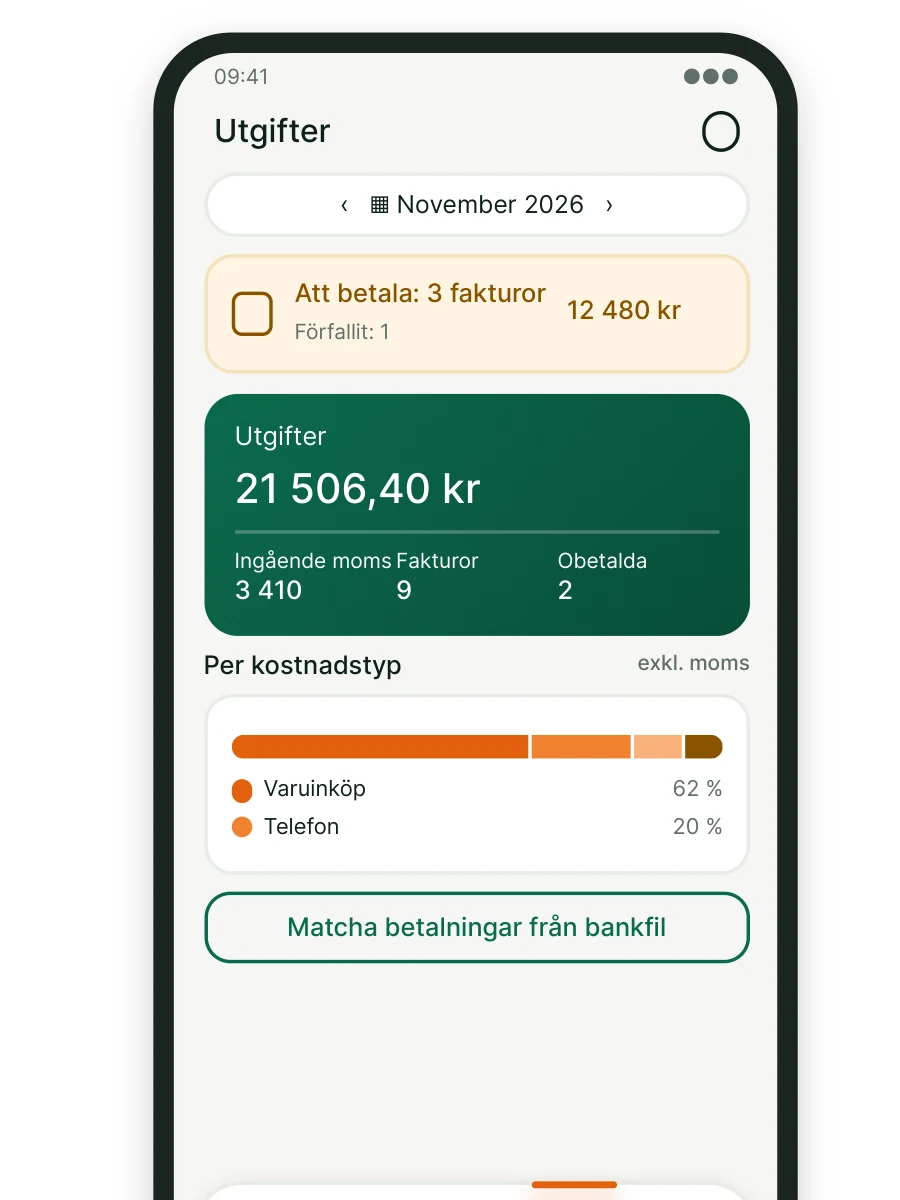 09:41
Utgifter
‹ ▦ November 2026 ›
Att betala: 3 fakturor
12 480 kr
Förfallit: 1
Utgifter
21 506,40 kr
Ingående moms Fakturor Obetalda
3 410 9 2
Per kostnadstyp exkl. moms
Varuinköp 62 %
Telefon 20 %
Matcha betalningar från bankfil